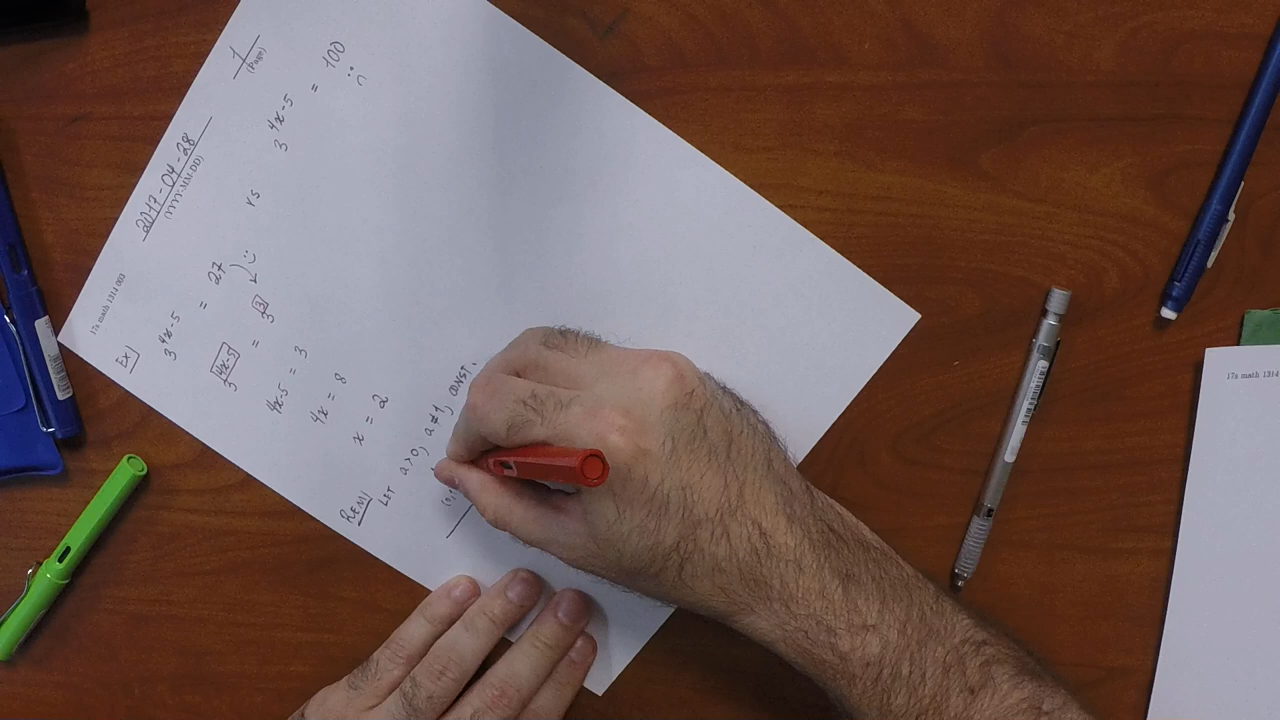 17a math 1314 003
2017-04-28
(YYYY-MM-DD)
1
(Page)
Ex] 3^{4x-5} = 27 vs 3^{4x-5} = 100 :(
3^{4x-5} = 3^{3} :)
4x-5 = 3
4x = 8
x = 2
REM]
LET a>0, a≠1, CONST.
17a math 1314